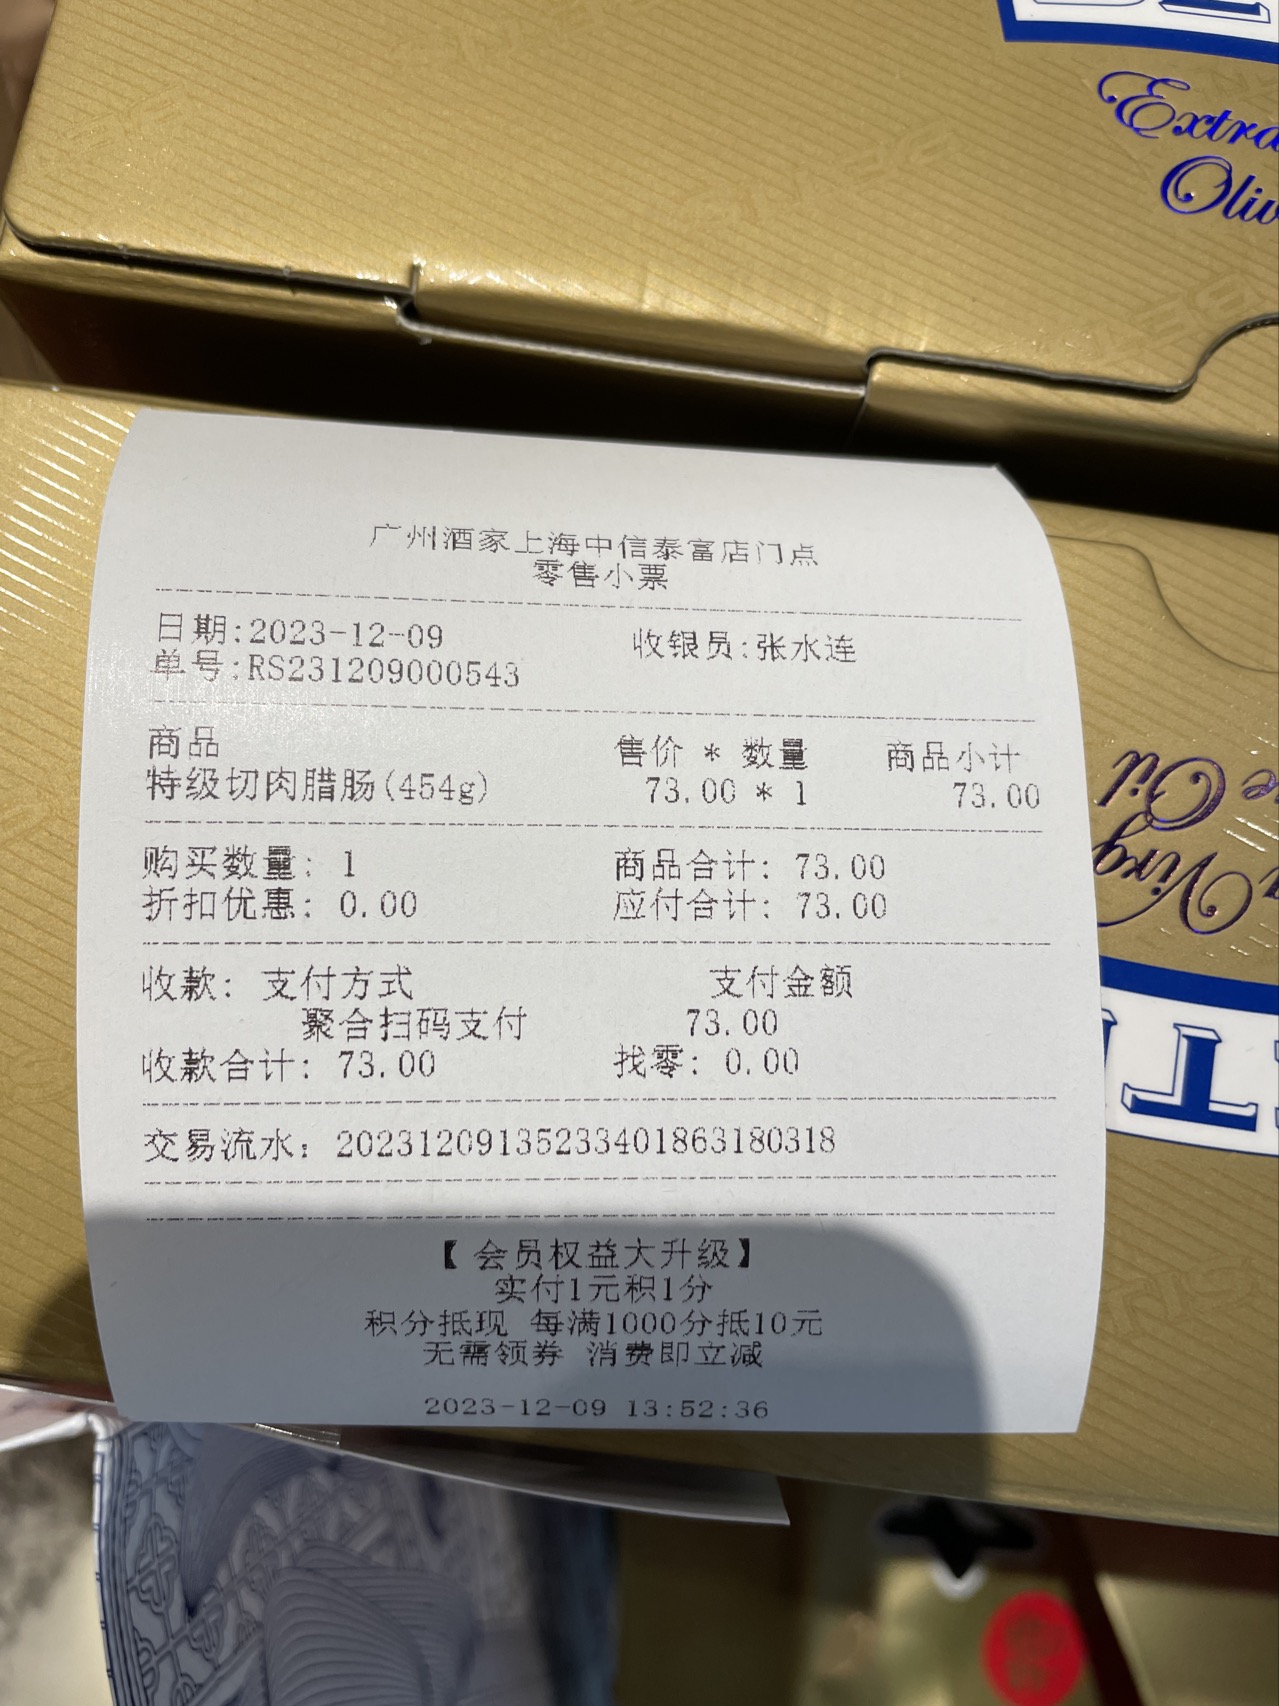 Extra
Oliv
广州酒家上海中信泰富店门点
零售小票
日期:2023-12-09 收银员:张水连
单号:RS231209000543
商品 售价 * 数量 商品小计
特级切肉腊肠(454g) 73.00 * 1 73.00
购买数量: 1 商品合计: 73.00
折扣优惠: 0.00 应付合计: 73.00
收款: 支付方式 支付金额
聚合扫码支付 73.00
收款合计: 73.00 找零: 0.00
交易流水: 2023120913523340186318​0318
【 会员权益大升级】
实付1元积1分
积分抵现 每满1000分抵10元
无需领券 消费即立减
2023-12-09 13:52:36
Virg
Oil